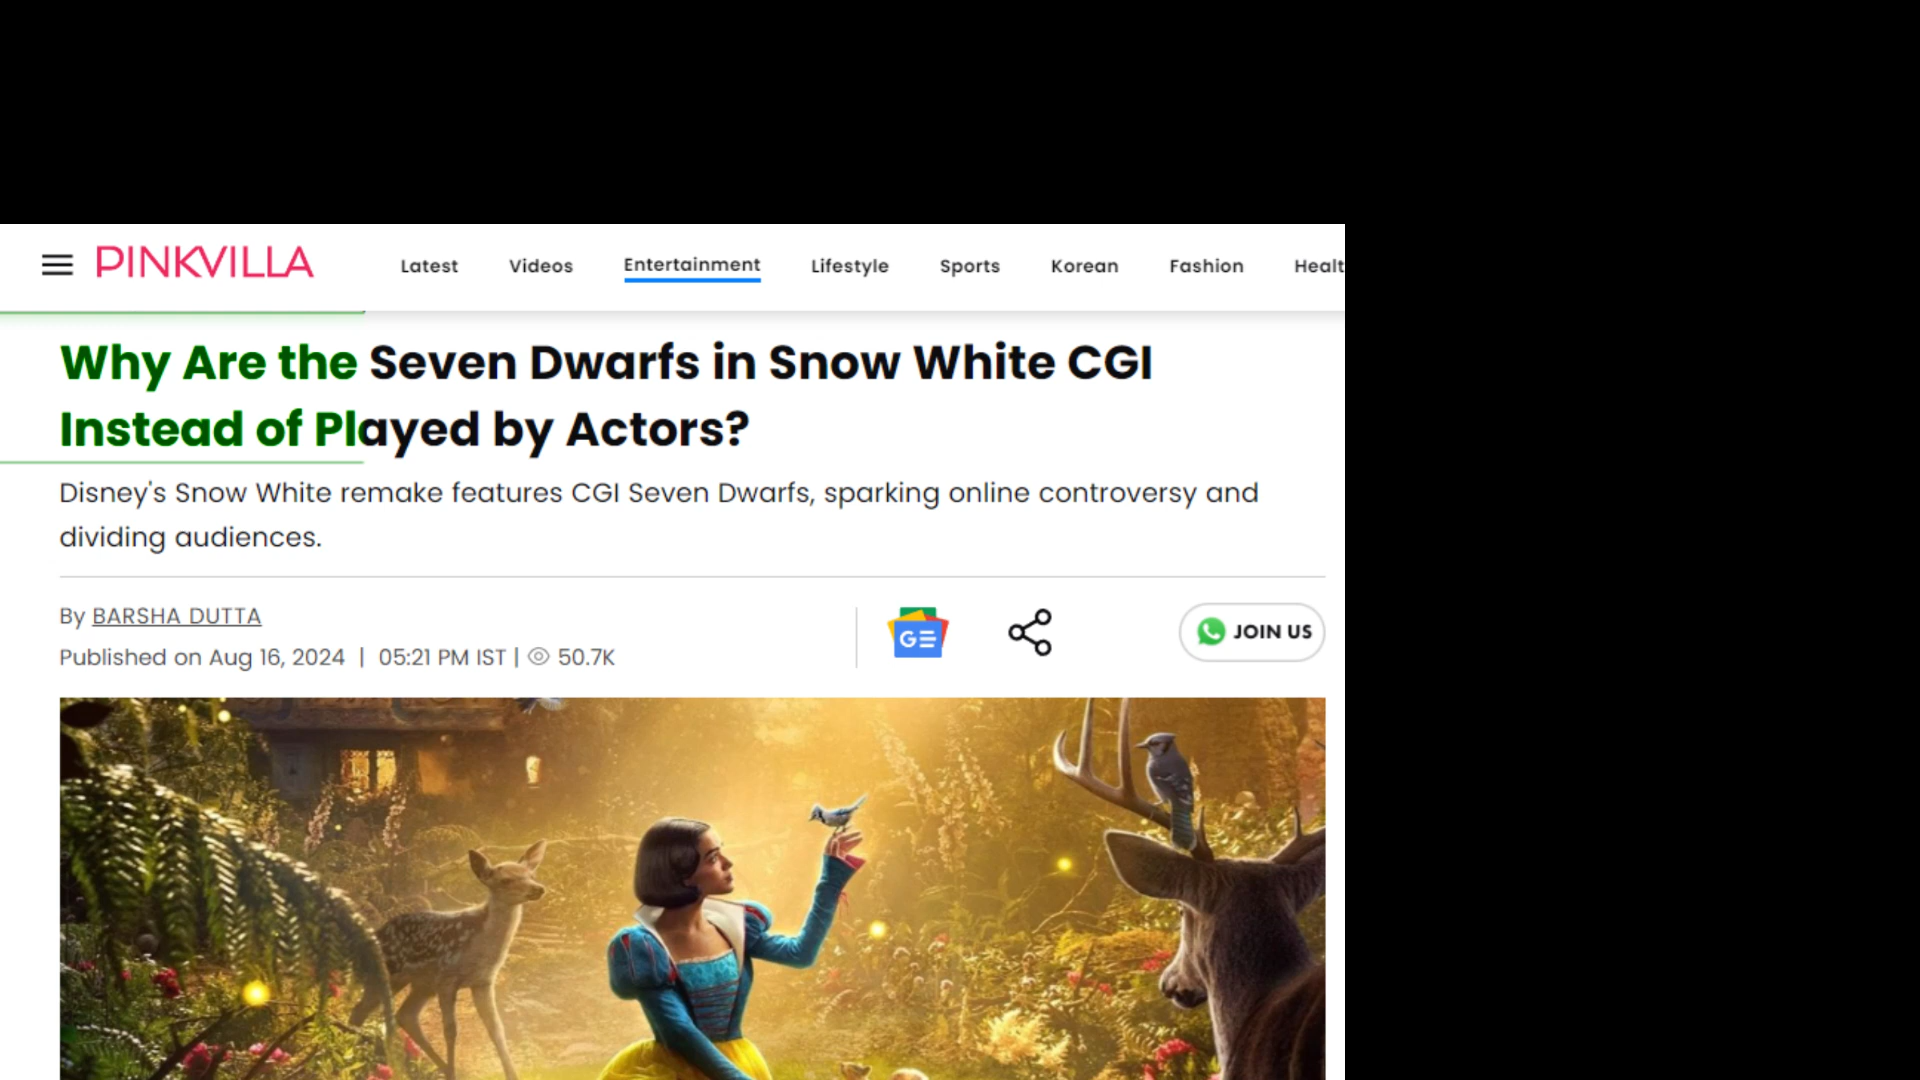 PINKVILLA
Latest Videos Entertainment Lifestyle Sports Korean Fashion Healt
Why Are the Seven Dwarfs in Snow White CGI
Instead of Played by Actors?
Disney's Snow White remake features CGI Seven Dwarfs, sparking online controversy and
dividing audiences.
By BARSHA DUTTA
Published on Aug 16, 2024 | 05:21 PM IST | 50.7K
GE
JOIN US